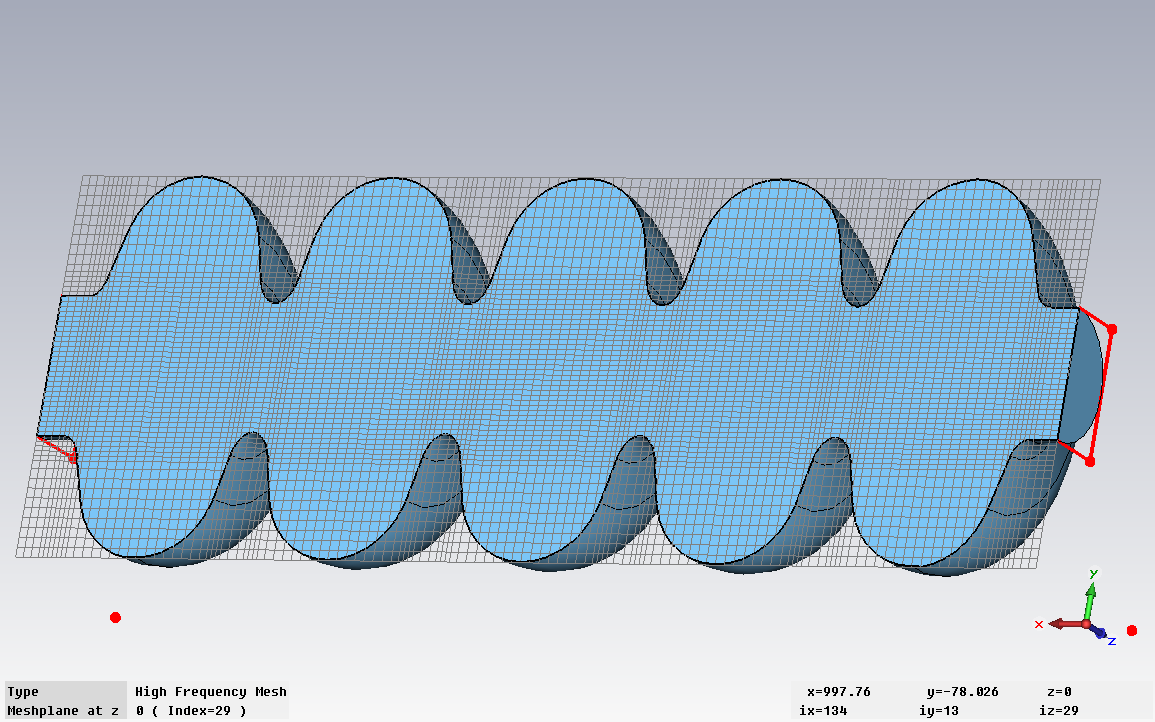 y
x
z
Type High Frequency Mesh x=997.76 y=-78.026 z=0
Meshplane at z 0 ( Index=29 ) ix=134 iy=13 iz=29